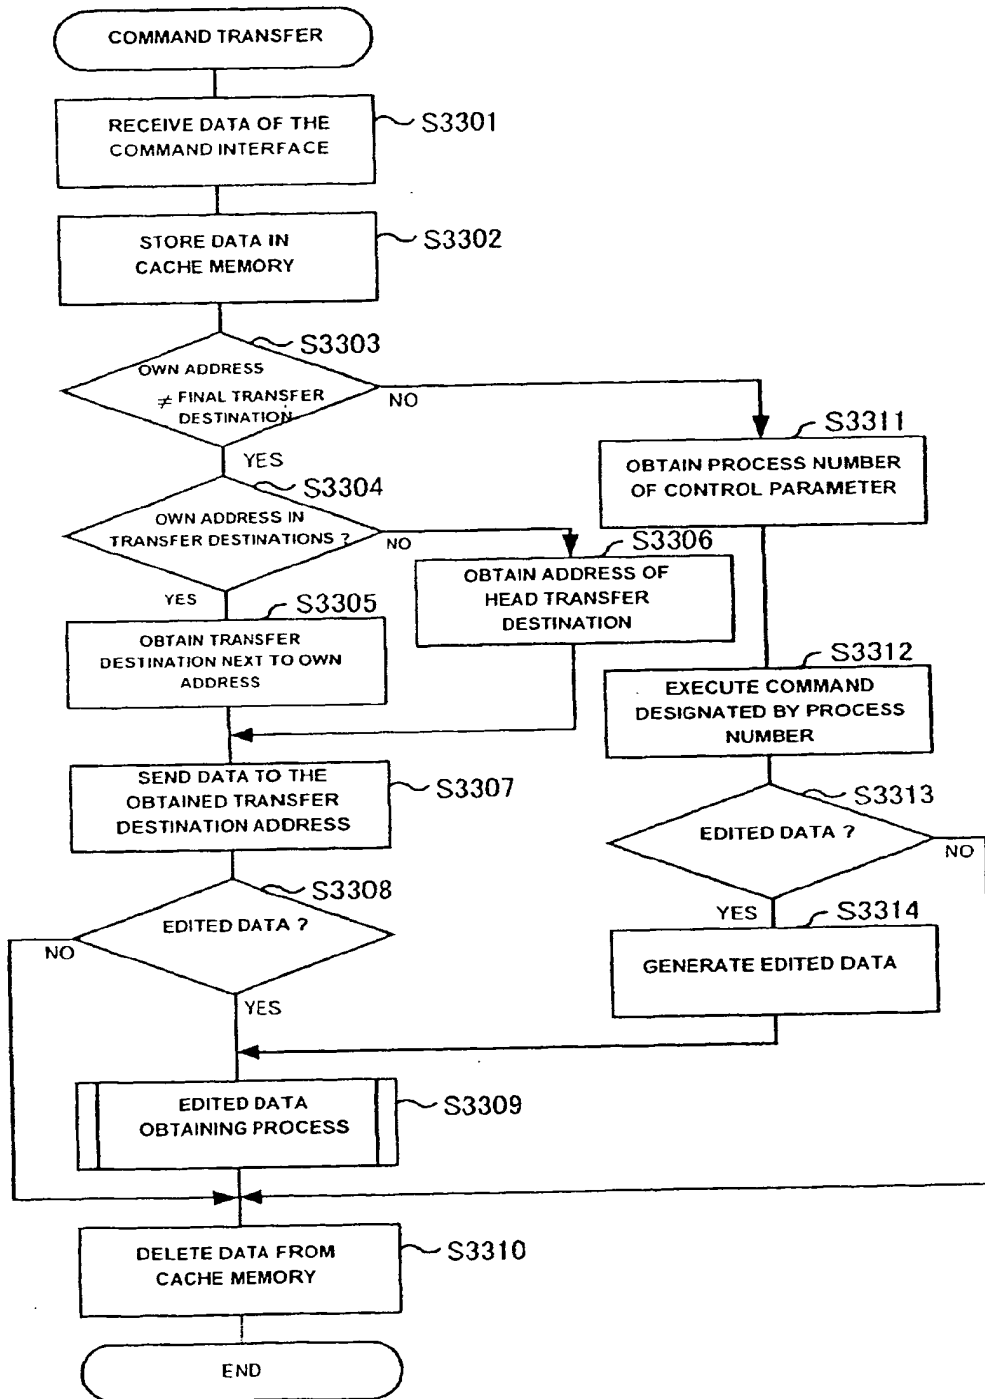 COMMAND TRANSFER
RECEIVE DATA OF THE
COMMAND INTERFACE
S3301
STORE DATA IN
CACHE MEMORY
S3302
S3303
OWN ADDRESS
≠ FINAL TRANSFER
DESTINATION
NO
YES
S3304
OWN ADDRESS IN
TRANSFER DESTINATIONS ?
NO
YES
S3305
OBTAIN TRANSFER
DESTINATION NEXT TO OWN
ADDRESS
S3306
OBTAIN ADDRESS OF
HEAD TRANSFER
DESTINATION
SEND DATA TO THE
OBTAINED TRANSFER
DESTINATION ADDRESS
S3307
S3308
EDITED DATA ?
NO
YES
EDITED DATA
OBTAINING PROCESS
S3309
DELETE DATA FROM
CACHE MEMORY
S3310
END
S3311
OBTAIN PROCESS NUMBER
OF CONTROL PARAMETER
S3312
EXECUTE COMMAND
DESIGNATED BY PROCESS
NUMBER
S3313
EDITED DATA ?
NO
YES
S3314
GENERATE EDITED DATA